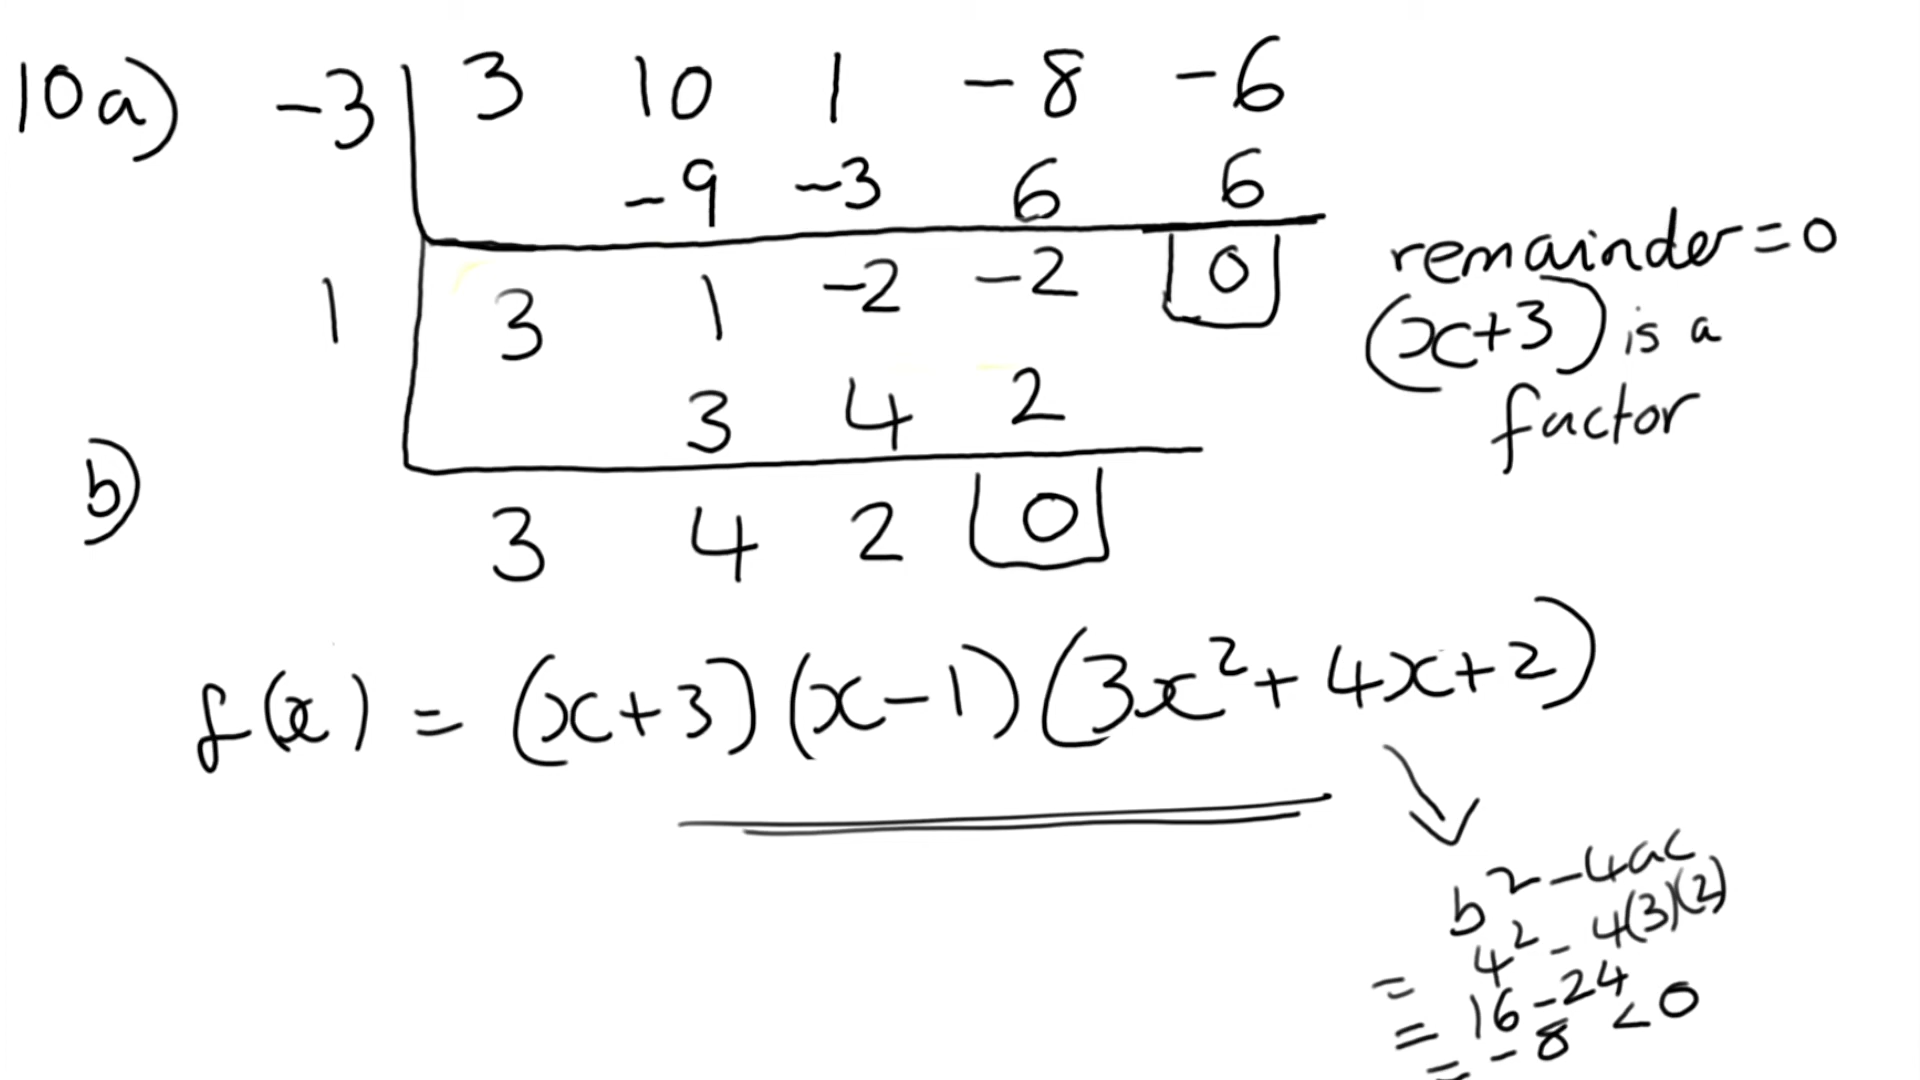 10a) -3 | 3 10 1 -8 -6
-9 -3 6 6
1 | 3 1 -2 -2 0
remainder = 0
(x+3) is a
factor
3 4 2
b) 3 4 2 0
f(x) = (x+3)(x-1)(3x²+4x+2)
b²-4ac
= 4²-4(3)(2)
= 16-24
= -8 < 0